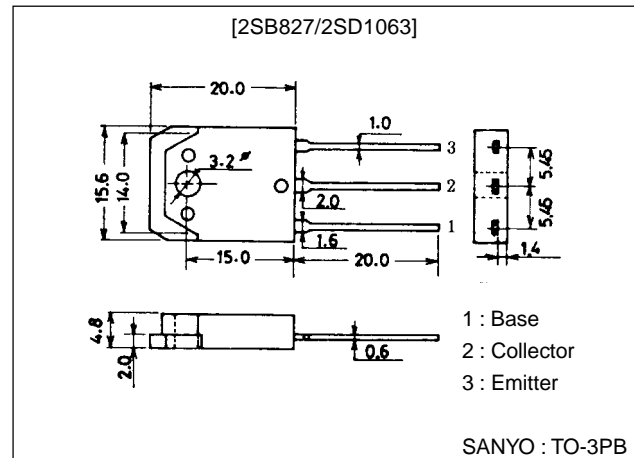 [2SB827/2SD1063]
20.0
1.0
3
3.2 ø
5.45
15.6
14.0
2
2.0
5.45
1
1.6
1.4
15.0
20.0
4.8
2.0
0.6
1 : Base
2 : Collector
3 : Emitter
SANYO : TO-3PB